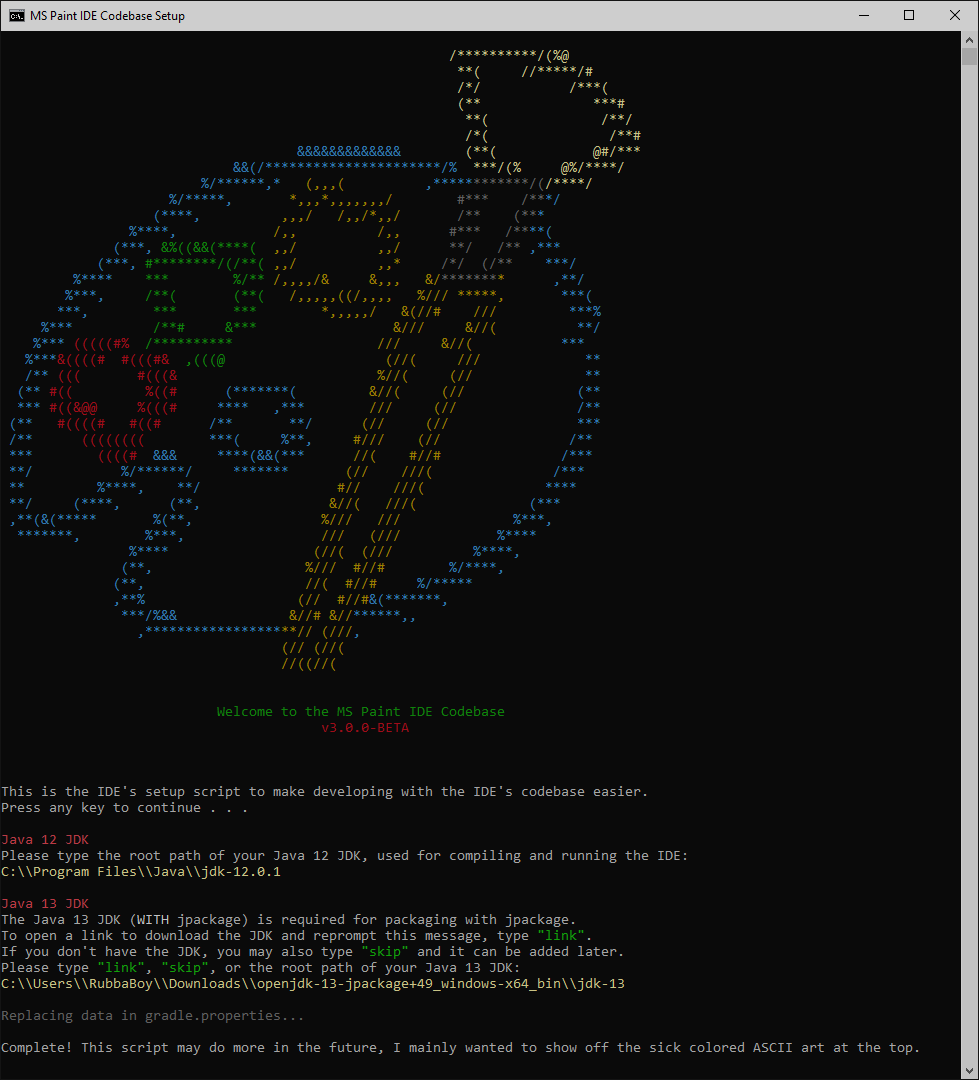 MS Paint IDE Codebase Setup
Welcome to the MS Paint IDE Codebase
v3.0.0-BETA
This is the IDE's setup script to make developing with the IDE's codebase easier.
Press any key to continue . . .
Java 12 JDK
Please type the root path of your Java 12 JDK, used for compiling and running the IDE:
C:\\Program Files\\Java\\jdk-12.0.1
Java 13 JDK
The Java 13 JDK (WITH jpackage) is required for packaging with jpackage.
To open a link to download the JDK and reprompt this message, type "link".
If you don't have the JDK, you may also type "skip" and it can be added later.
Please type "link", "skip", or the root path of your Java 13 JDK:
C:\\Users\\RubbaBoy\\Downloads\\openjdk-13-jpackage+49_windows-x64_bin\\jdk-13
Replacing data in gradle.properties...
Complete! This script may do more in the future, I mainly wanted to show off the sick colored ASCII art at the top.